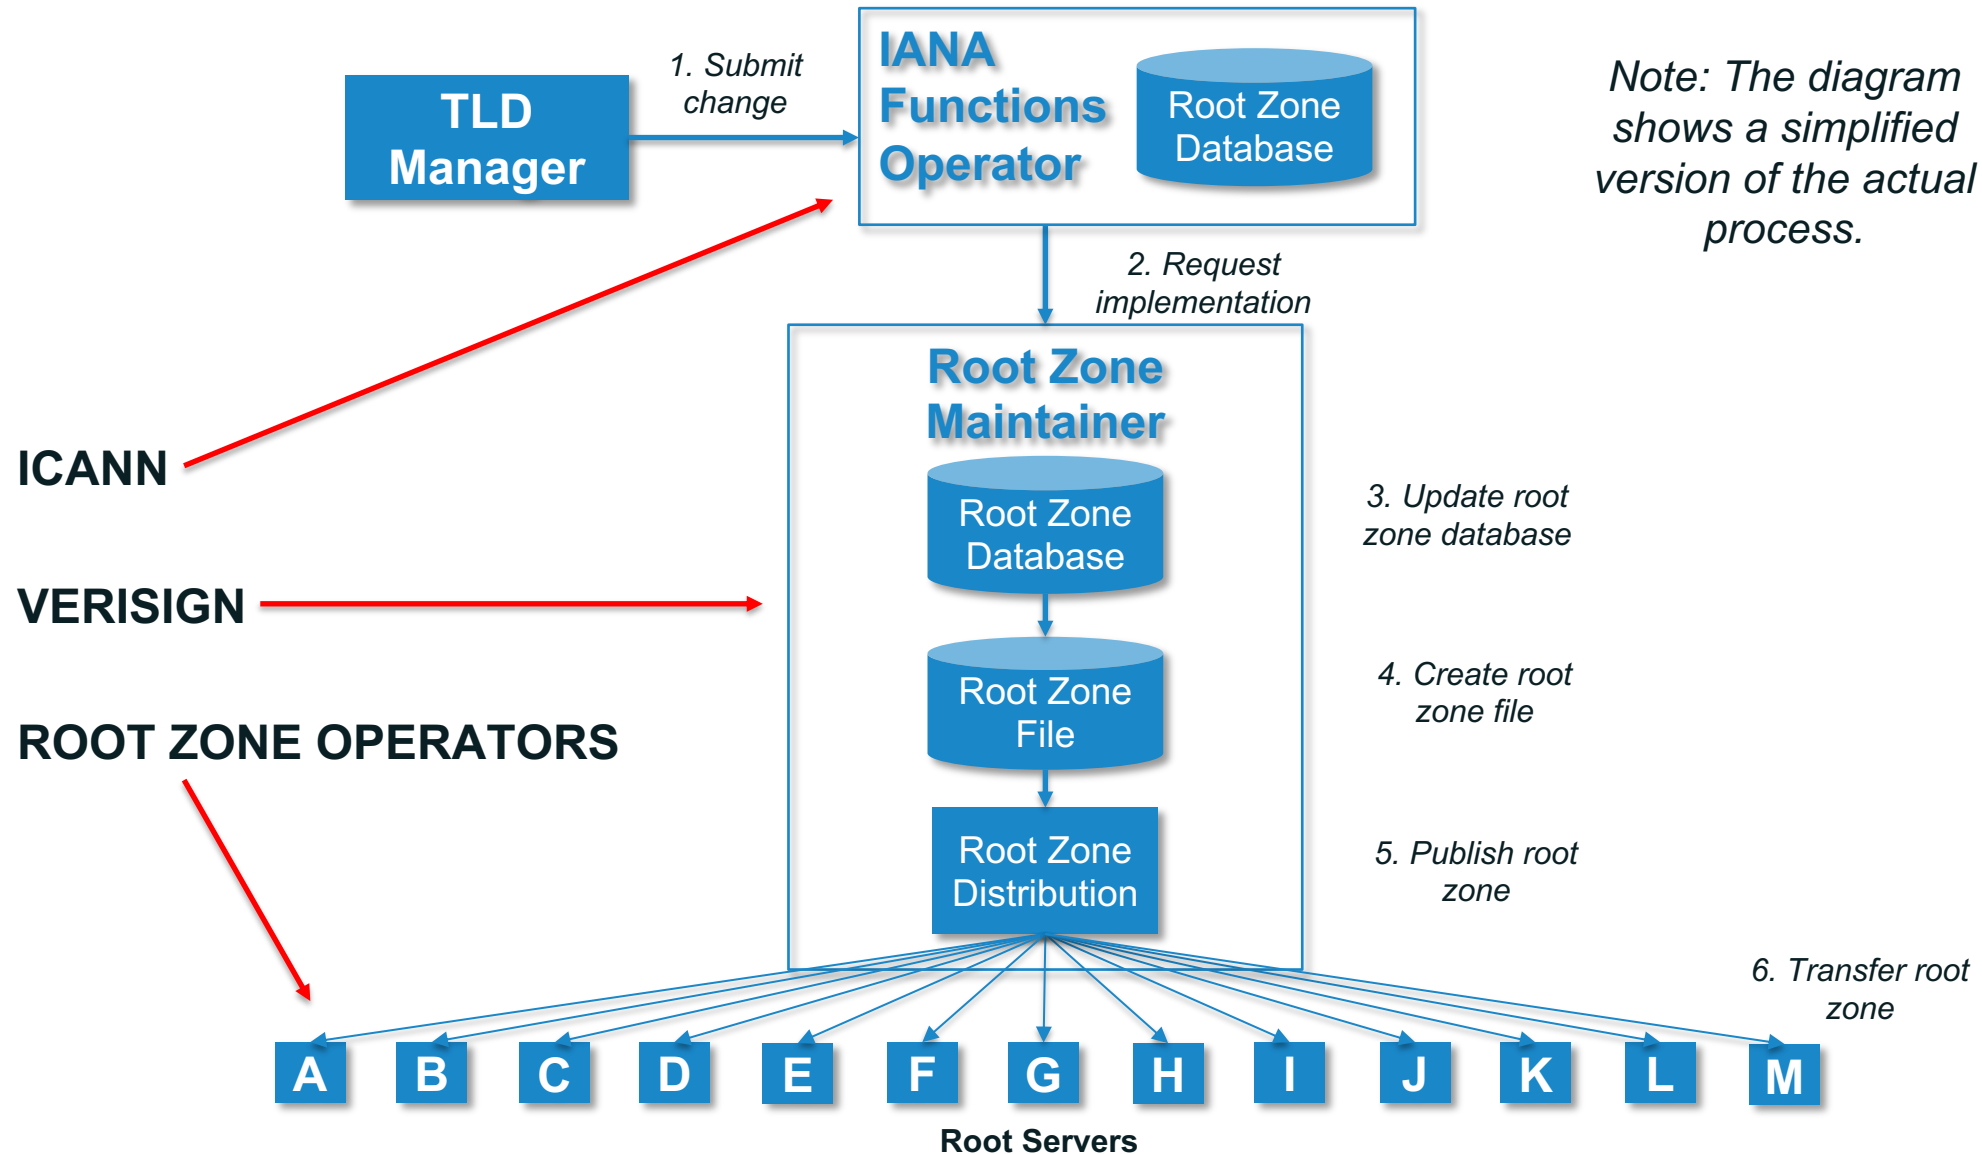 TLD
Manager
1. Submit
change
IANA
Functions
Operator
Root Zone
Database
Note: The diagram
shows a simplified
version of the actual
process.
2. Request
implementation
Root Zone
Maintainer
ICANN
Root Zone
Database
3. Update root
zone database
VERISIGN
Root Zone
File
4. Create root
zone file
ROOT ZONE OPERATORS
Root Zone
Distribution
5. Publish root
zone
6. Transfer root
zone
A B C D E F G H I J K L M
Root Servers